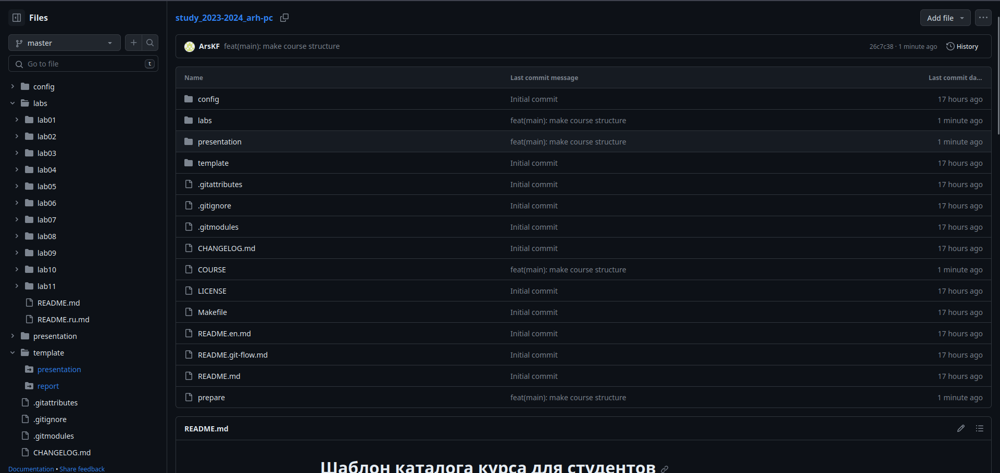 Files
master
Go to file
t
config
labs
lab01
lab02
lab03
lab04
lab05
lab06
lab07
lab08
lab09
lab10
lab11
README.md
README.ru.md
presentation
template
presentation
report
.gitattributes
.gitignore
.gitmodules
CHANGELOG.md
Documentation • Share feedback
study_2023-2024_arh-pc
Add file
ArsKF feat(main): make course structure 26c7c38 · 1 minute ago History
Name Last commit message Last commit da...
config Initial commit 17 hours ago
labs feat(main): make course structure 1 minute ago
presentation feat(main): make course structure 1 minute ago
template Initial commit 17 hours ago
.gitattributes Initial commit 17 hours ago
.gitignore Initial commit 17 hours ago
.gitmodules Initial commit 17 hours ago
CHANGELOG.md Initial commit 17 hours ago
COURSE feat(main): make course structure 1 minute ago
LICENSE Initial commit 17 hours ago
Makefile Initial commit 17 hours ago
README.en.md Initial commit 17 hours ago
README.git-flow.md Initial commit 17 hours ago
README.md Initial commit 17 hours ago
prepare feat(main): make course structure 1 minute ago
README.md
Шаблон каталога курса для студентов